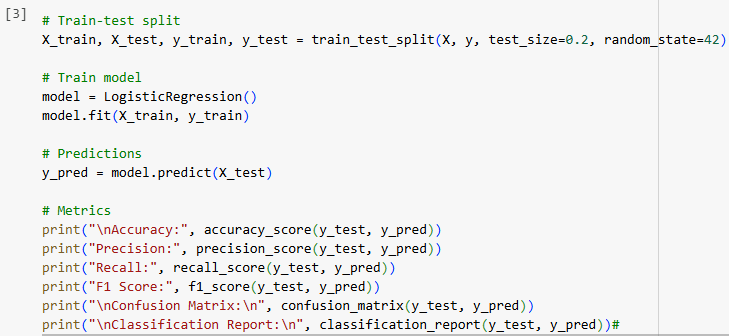 [3]
# Train-test split
X_train, X_test, y_train, y_test = train_test_split(X, y, test_size=0.2, random_state=42)
# Train model
model = LogisticRegression()
model.fit(X_train, y_train)
# Predictions
y_pred = model.predict(X_test)
# Metrics
print("\nAccuracy:", accuracy_score(y_test, y_pred))
print("Precision:", precision_score(y_test, y_pred))
print("Recall:", recall_score(y_test, y_pred))
print("F1 Score:", f1_score(y_test, y_pred))
print("\nConfusion Matrix:\n", confusion_matrix(y_test, y_pred))
print("\nClassification Report:\n", classification_report(y_test, y_pred))#